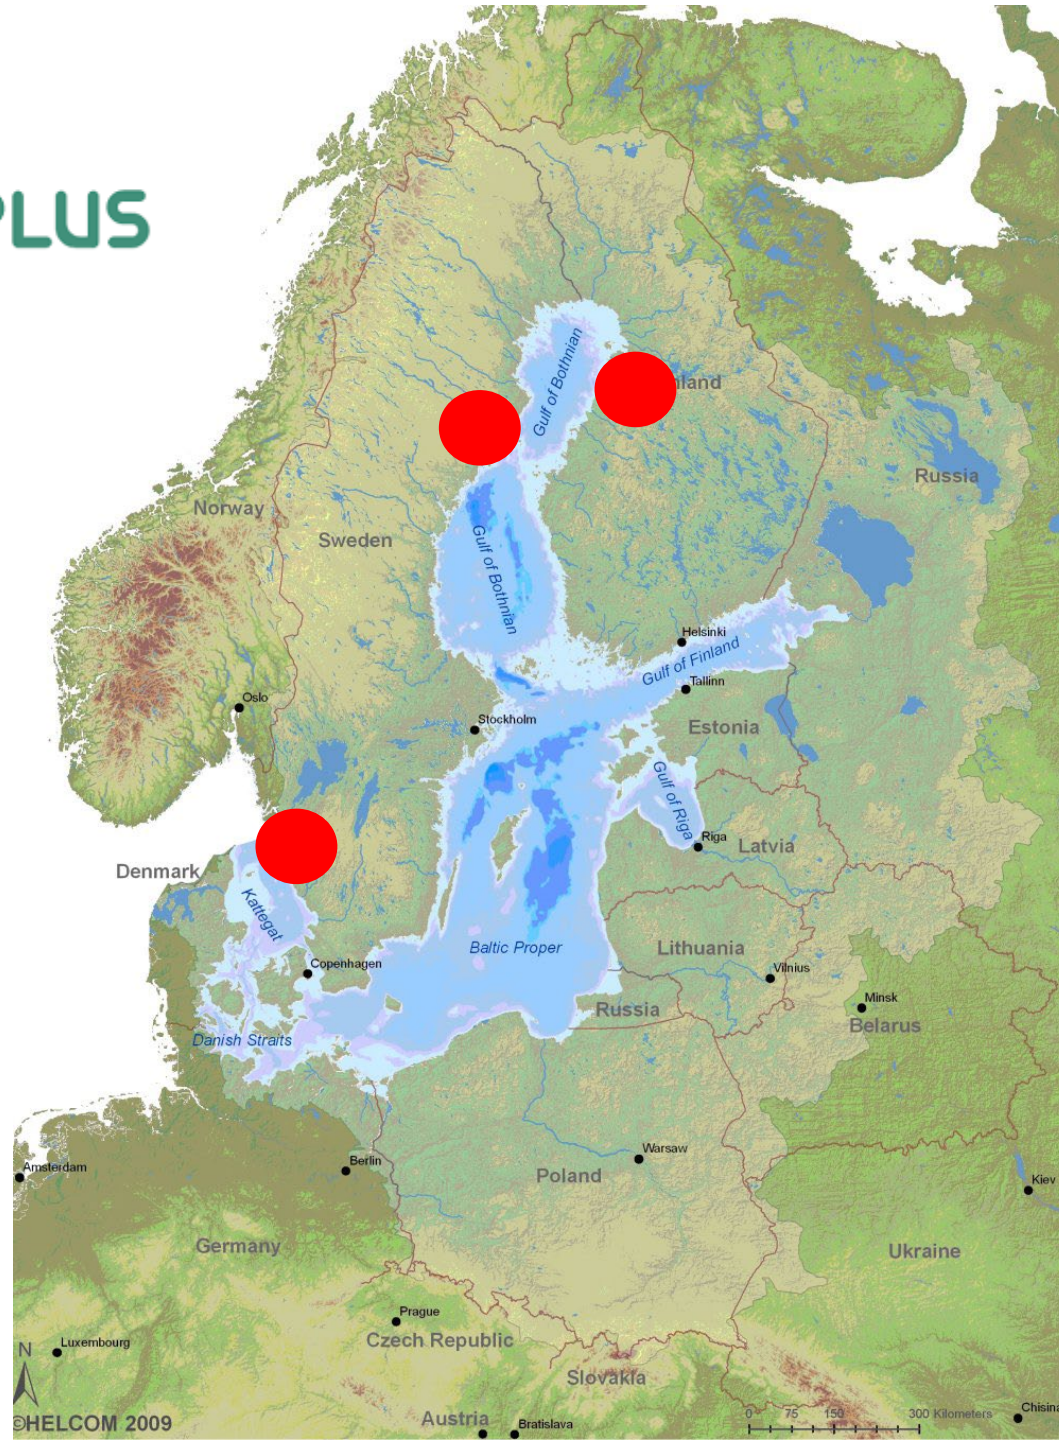 PLUS
Gulf of Bothnian
nland
Russia
Norway
Sweden
Gulf of Bothnian
Helsinki
Gulf of Finland
Tallinn
Oslo
Stockholm
Estonia
Gulf of Riga
Riga
Latvia
Denmark
Kattegat
Baltic Proper
Lithuania
Copenhagen
Vilnius
Russia
Minsk
Belarus
Danish Straits
Warsaw
Amsterdam
Berlin
Poland
Kiev
Germany
Ukraine
Prague
Czech Republic
Luxembourg
N
Slovakia
©HELCOM 2009
Austria
Bratislava
0 75 150 300 Kilometers
Chisina